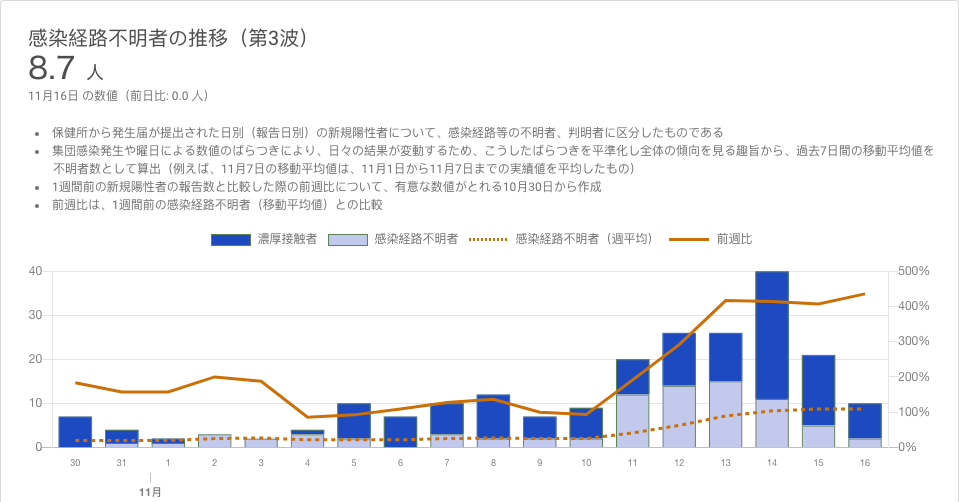 感染経路不明者の推移（第3波）
8.7 人
11月16日 の数値（前日比: 0.0 人）
• 保健所から発生届が提出された日別（報告日別）の新規陽性者について、感染経路等の不明者、判明者に区分したものである
• 集団感染発生や曜日による数値のばらつきにより、日々の結果が変動するため、こうしたばらつきを平準化し全体の傾向を見る趣旨から、過去7日間の移動平均値を
不明者数として算出（例えば、11月7日の移動平均値は、11月1日から11月7日までの実績値を平均したもの）
• 1週間前の新規陽性者の報告数と比較した際の前週比について、有意な数値がとれる10月30日から作成
• 前週比は、1週間前の感染経路不明者（移動平均値）との比較
濃厚接触者 感染経路不明者 感染経路不明者（週平均） 前週比
40 500%
400%
30
300%
20
200%
10 100%
0 0%
30 31 1 2 3 4 5 6 7 8 9 10 11 12 13 14 15 16
11月